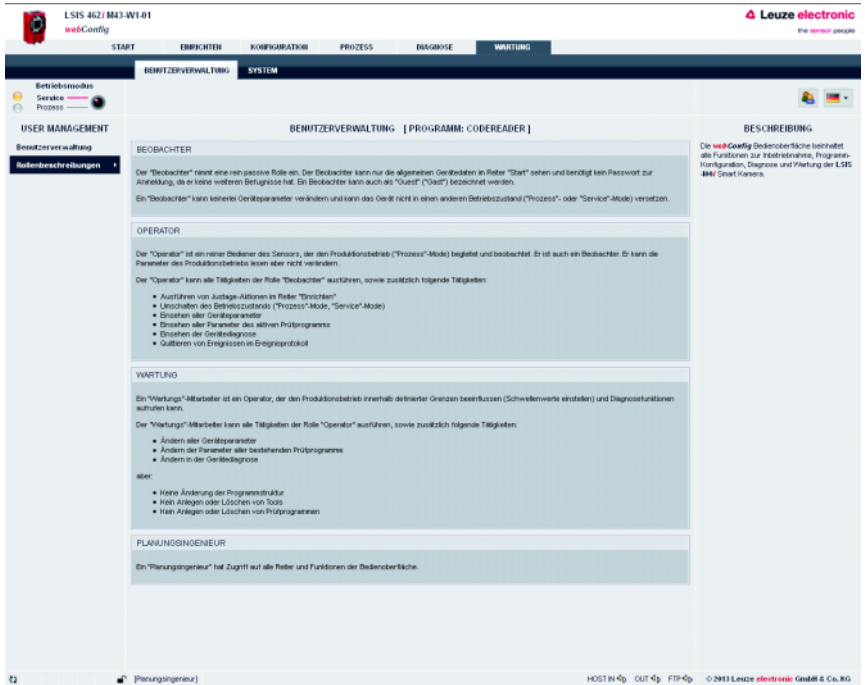 LSIS 462i M43-W1-01
webConfig
Leuze electronic
the sensor people
START EINRICHTEN KONFIGURATION PROZESS DIAGNOSE WARTUNG
BENUTZERVERWALTUNG SYSTEM
Betriebsmodus
Service
Prozess
USER MANAGEMENT
Benutzerverwaltung
Rollenbeschreibungen
BENUTZERVERWALTUNG [ PROGRAMM: CODEREADER ]
BEOBACHTER
Der "Beobachter" nimmt eine rein passive Rolle ein. Der Beobachter kann nur die allgemeinen Gerätedaten im Reiter "Start" sehen und benötigt kein Passwort zur
Anmeldung, da er keine weiteren Befugnisse hat. Ein Beobachter kann auch als "Guest" ("Gast") bezeichnet werden.
Ein "Beobachter" kann keinerlei Geräteparameter verändern und kann das Gerät nicht in einen anderen Betriebszustand ("Prozess"- oder "Service"-Mode) versetzen.
OPERATOR
Der "Operator" ist ein reiner Bediener des Sensors, der den Produktionsbetrieb ("Prozess"-Mode) begleitet und beobachtet. Er ist auch ein Beobachter. Er kann die
Parameter des Produktionsbetriebs lesen aber nicht verändern.
Der "Operator" kann alle Tätigkeiten der Rolle "Beobachter" ausführen, sowie zusätzlich folgende Tätigkeiten:
• Ausführen von Justage-Aktionen im Reiter "Einrichten"
• Umschalten des Betriebszustands ("Prozess"-Mode, "Service"-Mode)
• Einsehen aller Geräteparameter
• Einsehen aller Parameter des aktiven Prüfprogramms
• Einsehen der Gerätediagnose
• Quittieren von Ereignissen im Ereignisprotokoll
WARTUNG
Ein "Wartungs"-Mitarbeiter ist ein Operator, der den Produktionsbetrieb innerhalb definierter Grenzen beeinflussen (Schwellenwerte einstellen) und Diagnosefunktionen
aufrufen kann.
Der "Wartungs"-Mitarbeiter kann alle Tätigkeiten der Rolle "Operator" ausführen, sowie zusätzlich folgende Tätigkeiten:
• Ändern aller Geräteparameter
• Ändern der Parameter aller bestehenden Prüfprogramme
• Ändern in der Gerätediagnose
aber:
• Keine Änderung der Programmstruktur
• Kein Anlegen oder Löschen von Tools
• Kein Anlegen oder Löschen von Prüfprogrammen
PLANUNGSINGENIEUR
Ein "Planungsingenieur" hat Zugriff auf alle Reiter und Funktionen der Bedienoberfläche.
BESCHREIBUNG
Die webConfig Bedienoberfläche beinhaltet
alle Funktionen zur Inbetriebnahme, Programm-
Konfiguration, Diagnose und Wartung der LSIS
4xxi Smart Kamera.
[Planungsingenieur]
HOST IN OUT FTP
©2013 Leuze electronic GmbH & Co. KG